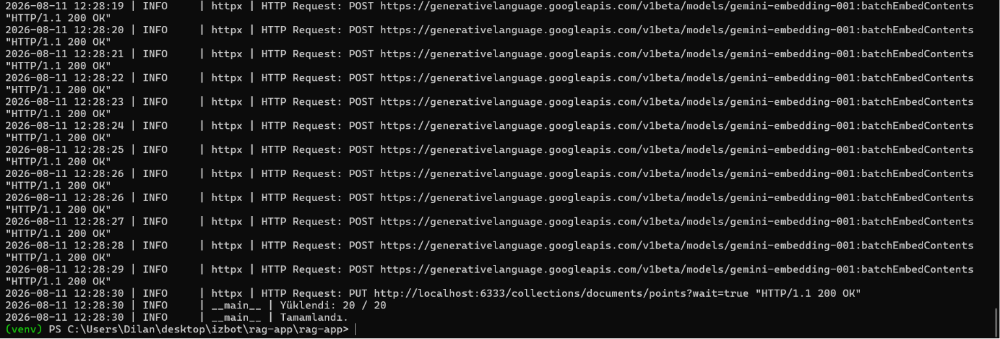 2026-08-11 12:28:19 | INFO     | httpx | HTTP Request: POST https://generativelanguage.googleapis.com/v1beta/models/gemini-embedding-001:batchEmbedContents
"HTTP/1.1 200 OK"
2026-08-11 12:28:20 | INFO     | httpx | HTTP Request: POST https://generativelanguage.googleapis.com/v1beta/models/gemini-embedding-001:batchEmbedContents
"HTTP/1.1 200 OK"
2026-08-11 12:28:21 | INFO     | httpx | HTTP Request: POST https://generativelanguage.googleapis.com/v1beta/models/gemini-embedding-001:batchEmbedContents
"HTTP/1.1 200 OK"
2026-08-11 12:28:22 | INFO     | httpx | HTTP Request: POST https://generativelanguage.googleapis.com/v1beta/models/gemini-embedding-001:batchEmbedContents
"HTTP/1.1 200 OK"
2026-08-11 12:28:23 | INFO     | httpx | HTTP Request: POST https://generativelanguage.googleapis.com/v1beta/models/gemini-embedding-001:batchEmbedContents
"HTTP/1.1 200 OK"
2026-08-11 12:28:24 | INFO     | httpx | HTTP Request: POST https://generativelanguage.googleapis.com/v1beta/models/gemini-embedding-001:batchEmbedContents
"HTTP/1.1 200 OK"
2026-08-11 12:28:25 | INFO     | httpx | HTTP Request: POST https://generativelanguage.googleapis.com/v1beta/models/gemini-embedding-001:batchEmbedContents
"HTTP/1.1 200 OK"
2026-08-11 12:28:26 | INFO     | httpx | HTTP Request: POST https://generativelanguage.googleapis.com/v1beta/models/gemini-embedding-001:batchEmbedContents
"HTTP/1.1 200 OK"
2026-08-11 12:28:26 | INFO     | httpx | HTTP Request: POST https://generativelanguage.googleapis.com/v1beta/models/gemini-embedding-001:batchEmbedContents
"HTTP/1.1 200 OK"
2026-08-11 12:28:27 | INFO     | httpx | HTTP Request: POST https://generativelanguage.googleapis.com/v1beta/models/gemini-embedding-001:batchEmbedContents
"HTTP/1.1 200 OK"
2026-08-11 12:28:28 | INFO     | httpx | HTTP Request: POST https://generativelanguage.googleapis.com/v1beta/models/gemini-embedding-001:batchEmbedContents
"HTTP/1.1 200 OK"
2026-08-11 12:28:29 | INFO     | httpx | HTTP Request: POST https://generativelanguage.googleapis.com/v1beta/models/gemini-embedding-001:batchEmbedContents
"HTTP/1.1 200 OK"
2026-08-11 12:28:30 | INFO     | httpx | HTTP Request: PUT http://localhost:6333/collections/documents/points?wait=true "HTTP/1.1 200 OK"
2026-08-11 12:28:30 | INFO     | __main__ | Yüklendi: 20 / 20
2026-08-11 12:28:30 | INFO     | __main__ | Tamamlandı.
(venv) PS C:\Users\Dilan\desktop\izbot\rag-app\rag-app>